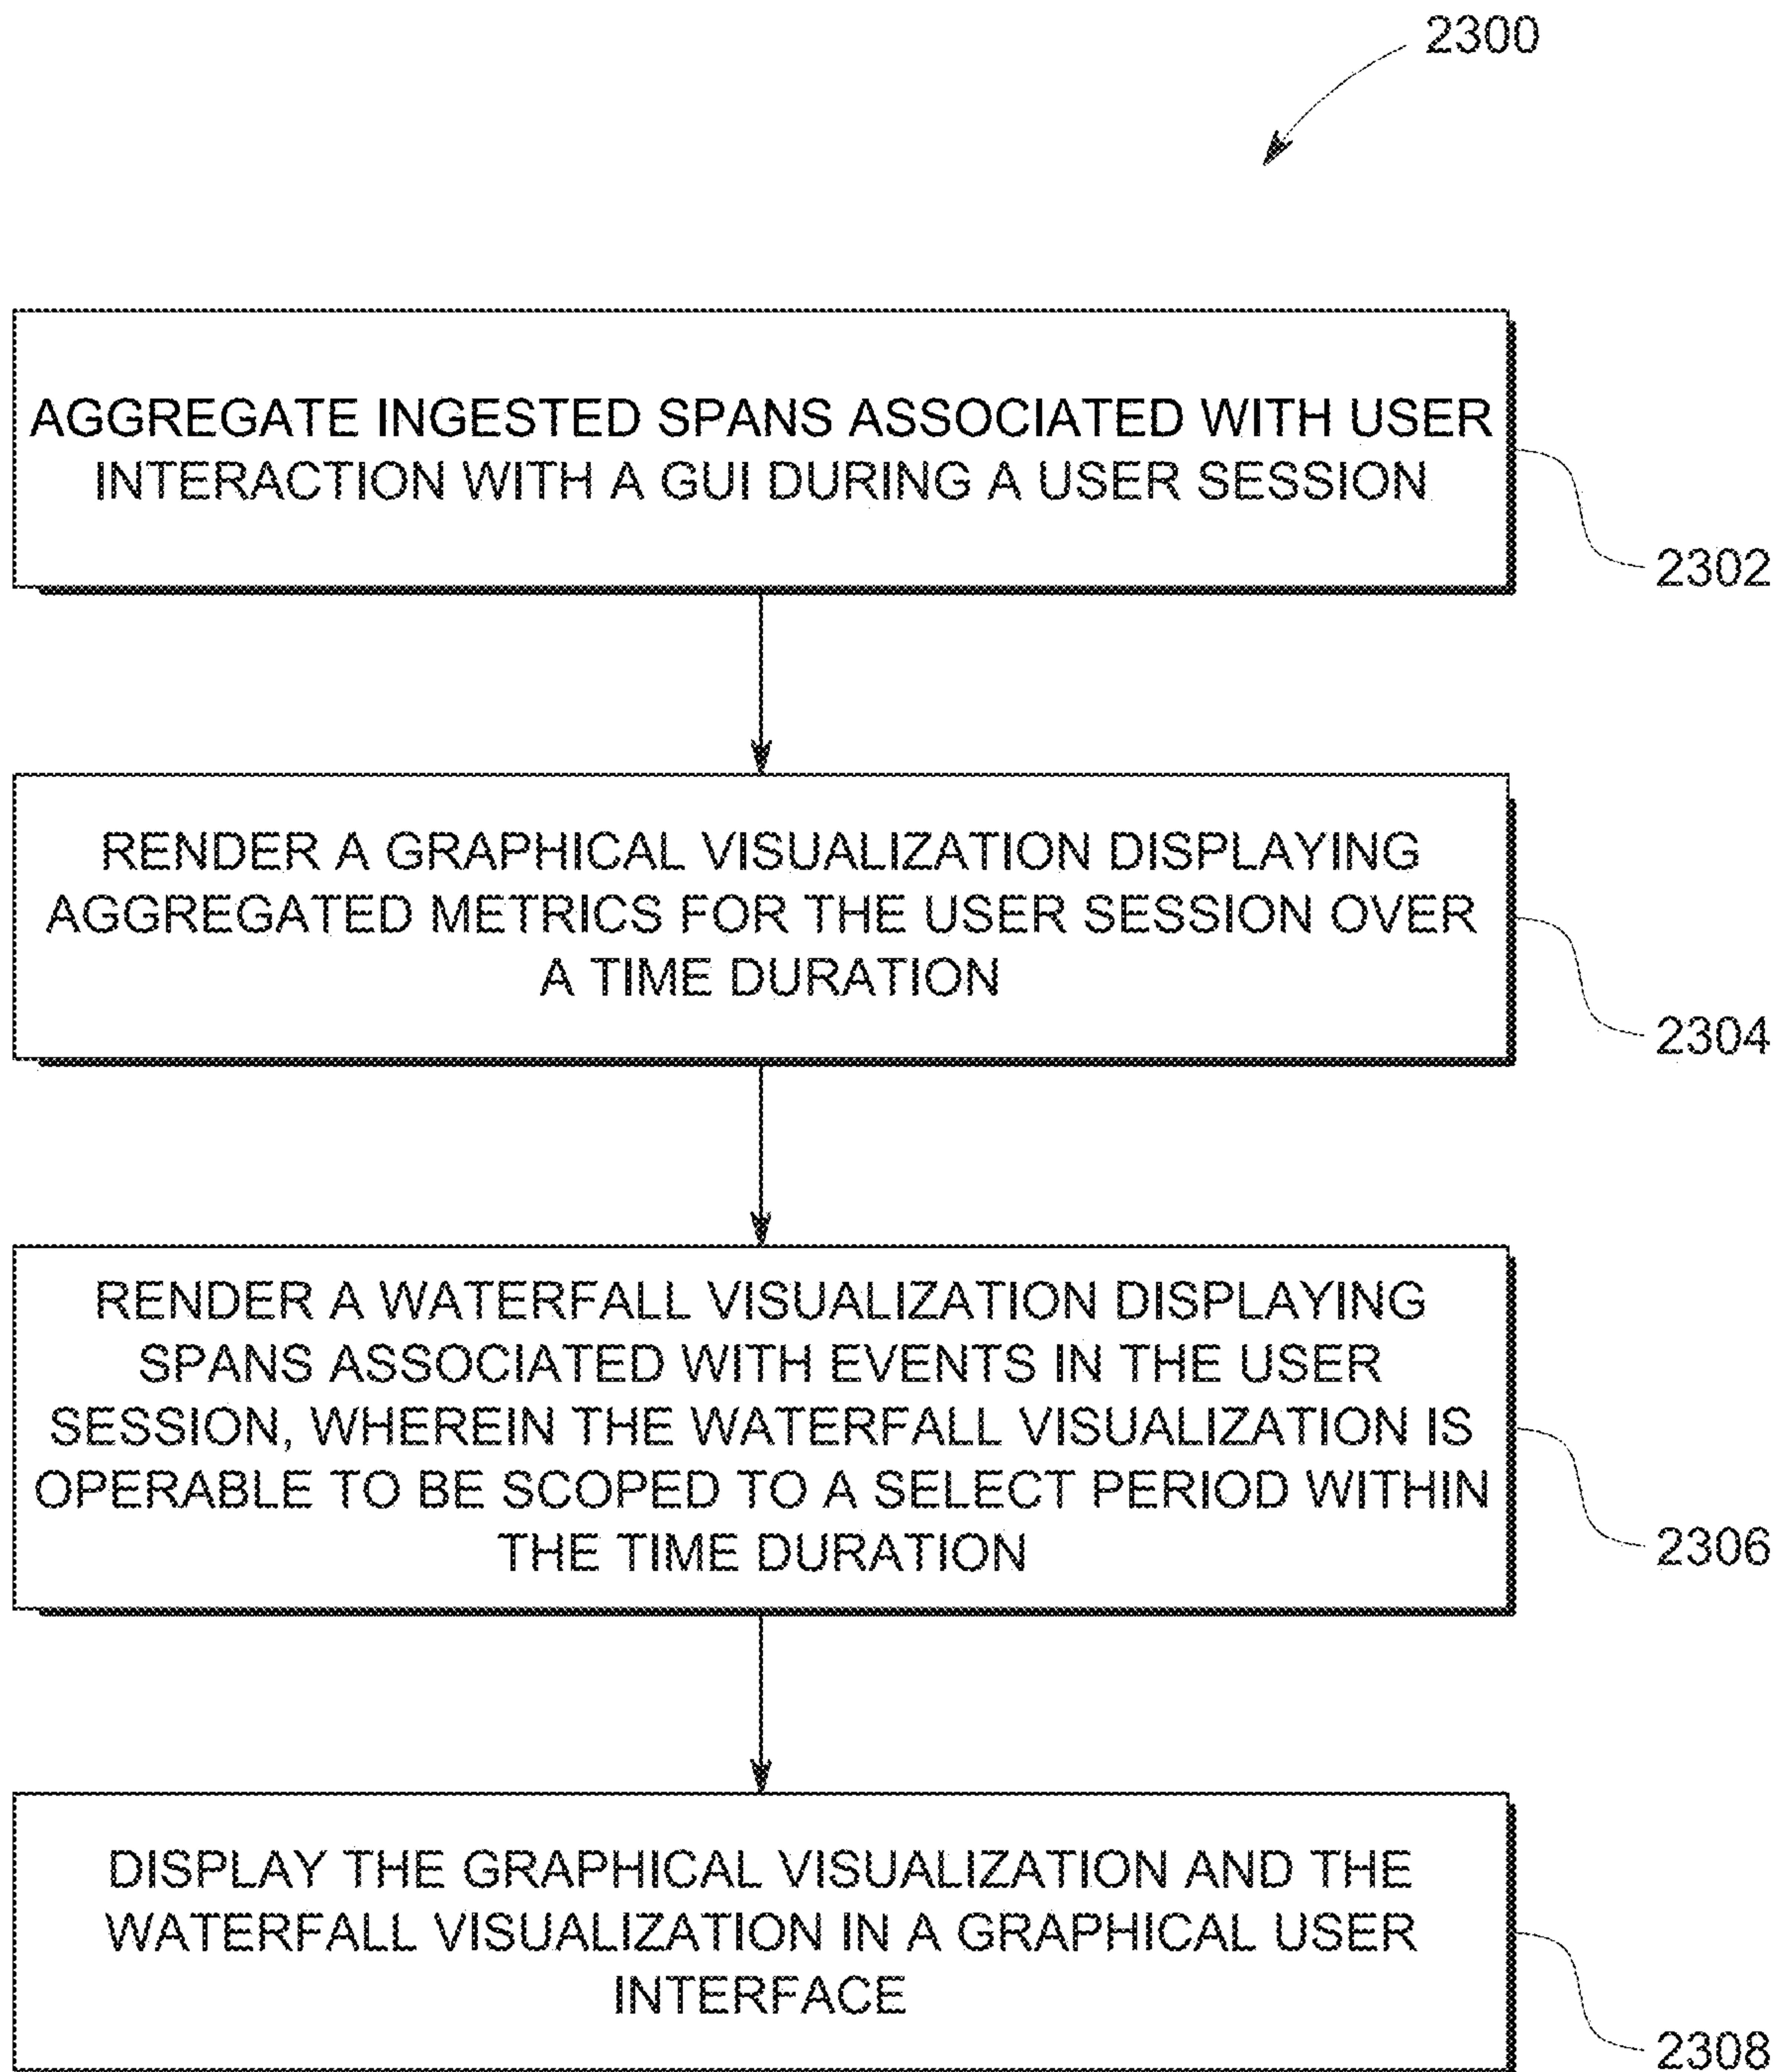 2300
AGGREGATE INGESTED SPANS ASSOCIATED WITH USER
INTERACTION WITH A GUI DURING A USER SESSION
2302
RENDER A GRAPHICAL VISUALIZATION DISPLAYING
AGGREGATED METRICS FOR THE USER SESSION OVER
A TIME DURATION
2304
RENDER A WATERFALL VISUALIZATION DISPLAYING
SPANS ASSOCIATED WITH EVENTS IN THE USER
SESSION, WHEREIN THE WATERFALL VISUALIZATION IS
OPERABLE TO BE SCOPED TO A SELECT PERIOD WITHIN
THE TIME DURATION
2306
DISPLAY THE GRAPHICAL VISUALIZATION AND THE
WATERFALL VISUALIZATION IN A GRAPHICAL USER
INTERFACE
2308